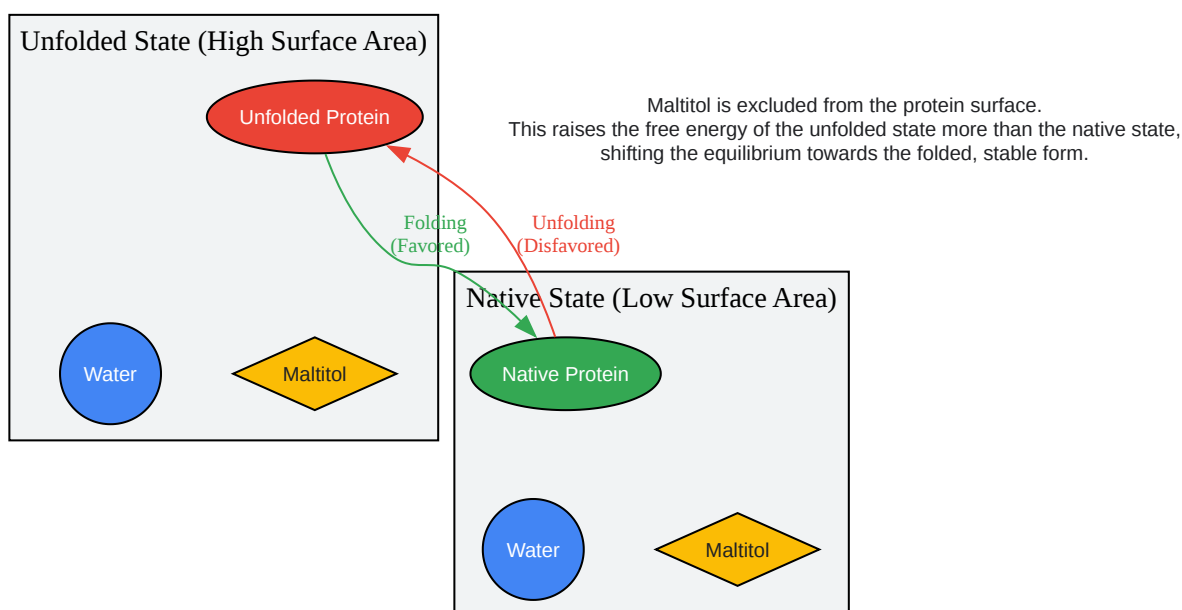 Unfolded State (High Surface Area)
Unfolded Protein
Maltitol is excluded from the protein surface.
This raises the free energy of the unfolded state more than the native state,
shifting the equilibrium towards the folded, stable form.
Folding
(Favored)
Unfolding
(Disfavored)
Water
Maltitol
Native State (Low Surface Area)
Native Protein
Water
Maltitol